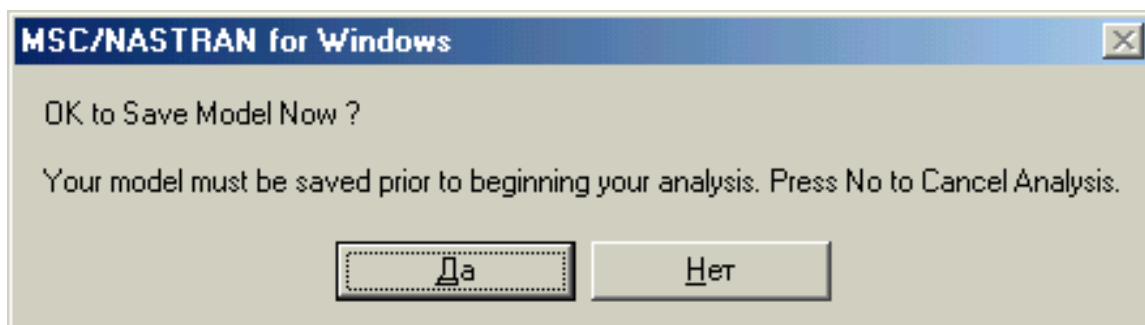 MSC/NASTRAN for Windows
OK to Save Model Now ?
Your model must be saved prior to beginning your analysis. Press No to Cancel Analysis.
Да
Нет